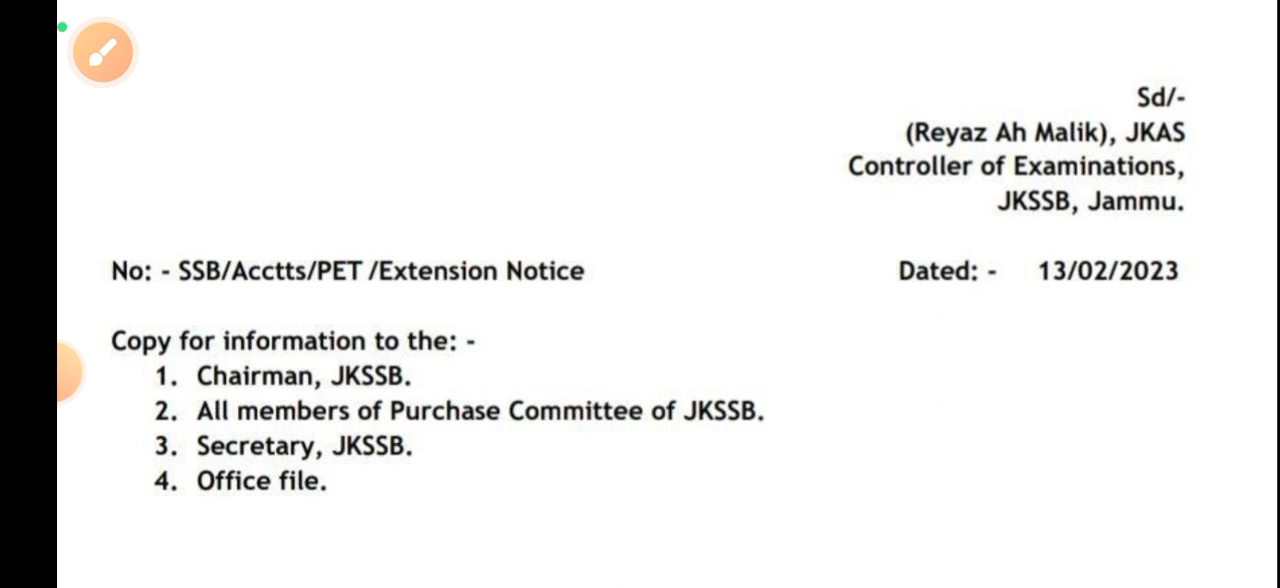 Sd/-
(Reyaz Ah Malik), JKAS
Controller of Examinations,
JKSSB, Jammu.
No: - SSB/Acctts/PET /Extension Notice Dated: - 13/02/2023
Copy for information to the: -
1. Chairman, JKSSB.
2. All members of Purchase Committee of JKSSB.
3. Secretary, JKSSB.
4. Office file.